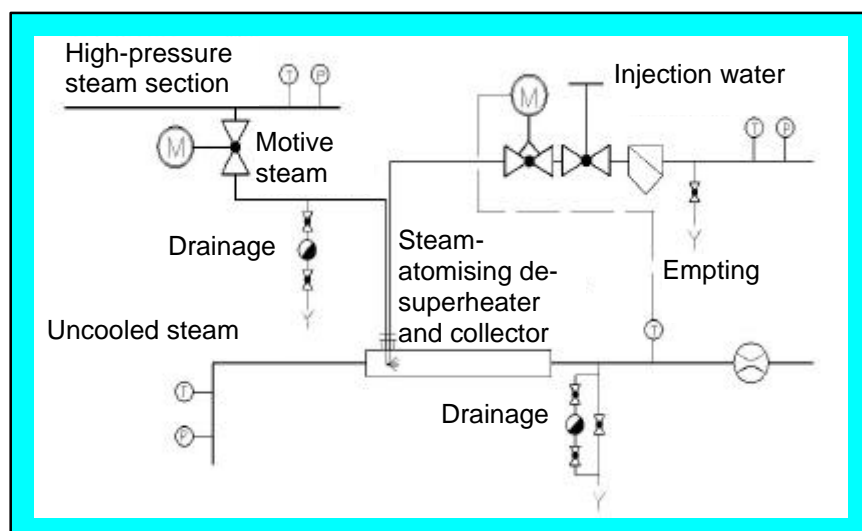 High-pressure
steam section
T P
Injection water
M
M
T P
Motive
steam
Drainage
Steam-
atomising de-
superheater
and collector
Empting
Uncooled steam
T
T
P
Drainage